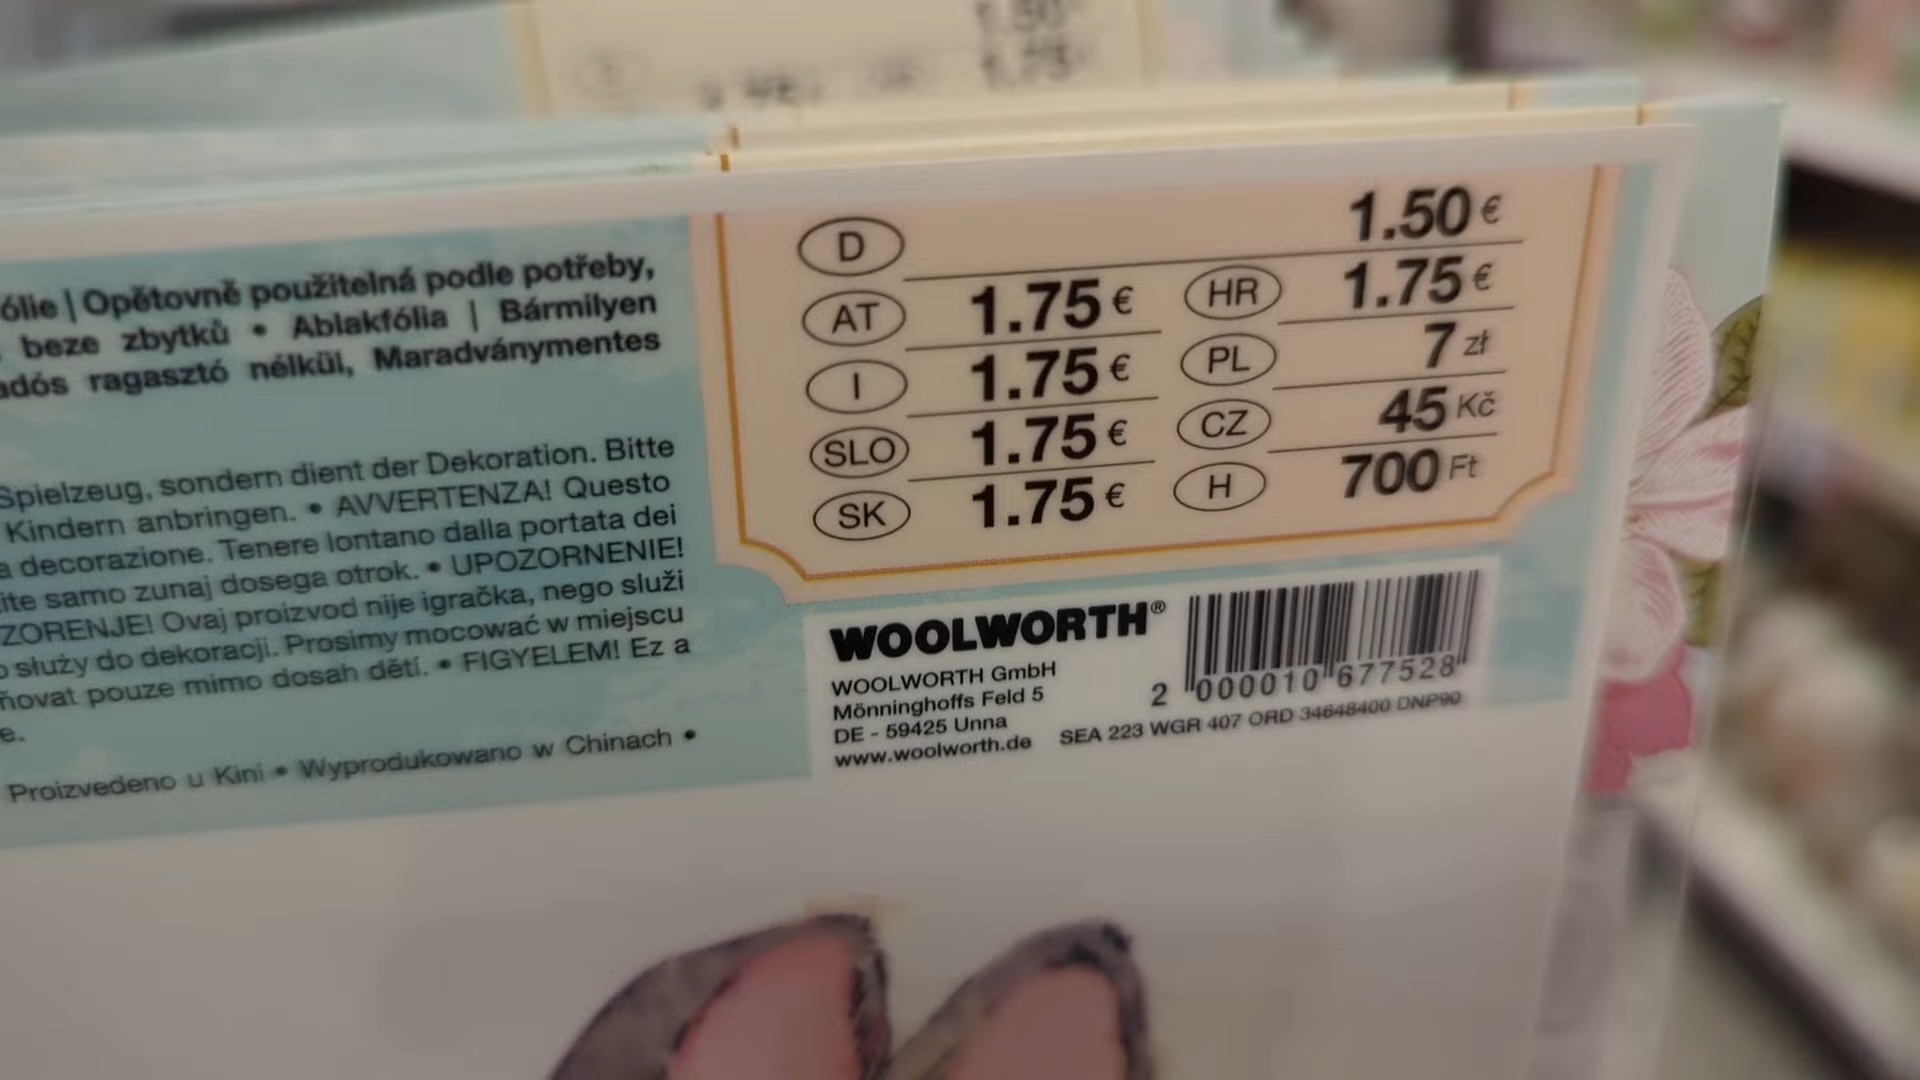 1.75
ólie | Opětovně použitelná podle potřeby,
beze zbytků • Ablakfólia | Bármilyen
adós ragasztó nélkül, Maradványmentes
Spielzeug, sondern dient der Dekoration. Bitte
Kindern anbringen. • AVVERTENZA! Questo
a decorazione. Tenere lontano dalla portata dei
ite samo zunaj dosega otrok. • UPOZORNENIE!
ZORENJE! Ovaj proizvod nije igračka, nego služi
o służy do dekoracji. Prosimy mocować w miejscu
ňovat pouze mimo dosah dětí. • FIGYELEM! Ez a
e.
Proizvedeno u Kini • Wyprodukowano w Chinach •
D 1.50 €
AT 1.75 € HR 1.75 €
I 1.75 € PL 7 zł
SLO 1.75 € CZ 45 Kč
SK 1.75 € H 700 Ft
WOOLWORTH®
WOOLWORTH GmbH
Mönninghoffs Feld 5
DE - 59425 Unna
www.woolworth.de
2 000010 677528
SEA 223 WGR 407 ORD 34648400 DNP90